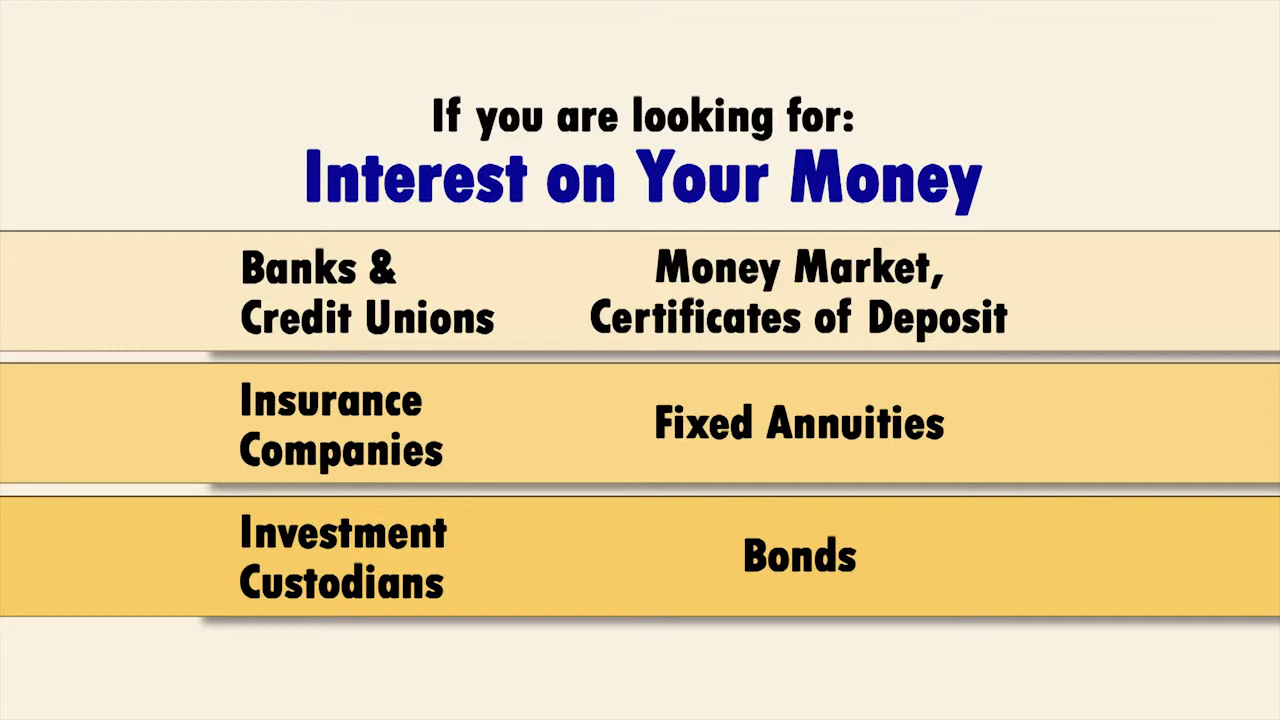 If you are looking for:
Interest on Your Money
Banks &
Credit Unions
Money Market,
Certificates of Deposit
Insurance
Companies
Fixed Annuities
Investment
Custodians
Bonds